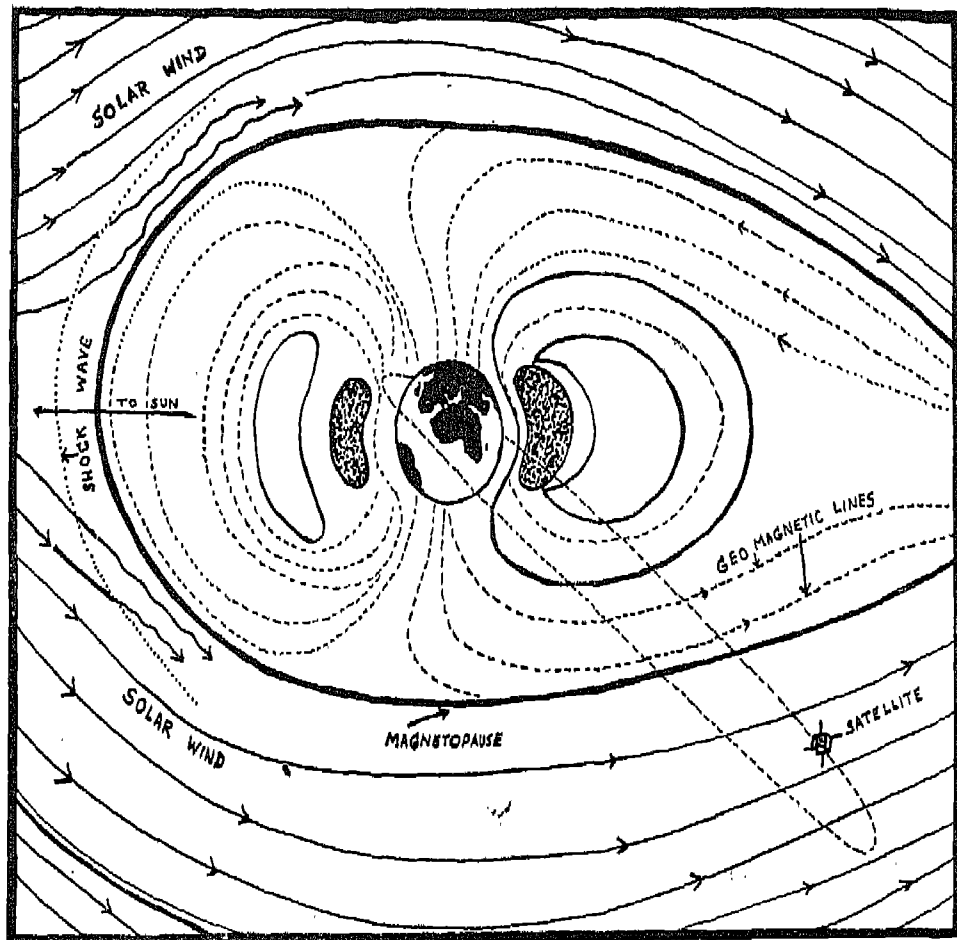 SOLAR WIND
SHOCK WAVE
TO SUN
GEO MAGNETIC LINES
SATELLITE
SOLAR WIND
MAGNETOPAUSE